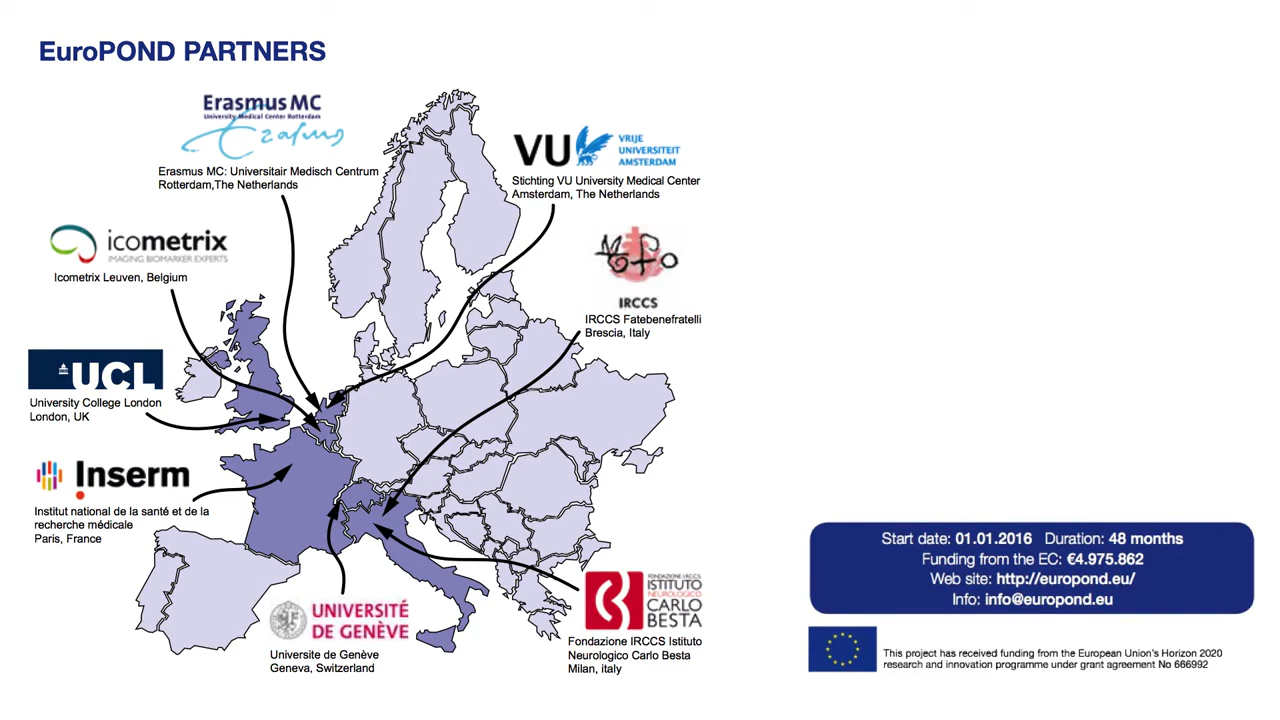 EuroPOND PARTNERS
Erasmus MC
University Medical Center Rotterdam
Erasmus
Erasmus MC: Universitair Medisch Centrum
Rotterdam,The Netherlands
VU VRIJE
UNIVERSITEIT
AMSTERDAM
Stichting VU University Medical Center
Amsterdam, The Netherlands
icometrix
IMAGING BIOMARKER EXPERTS
Icometrix Leuven, Belgium
IRCCS
IRCCS Fatebenefratelli
Brescia, Italy
UCL
University College London
London, UK
Inserm
Institut national de la santé et de la
recherche médicale
Paris, France
UNIVERSITÉ
DE GENÈVE
Universite de Genève
Geneva, Switzerland
FONDAZIONE IRCCS
ISTITUTO
NEUROLOGICO
CARLO
BESTA
Fondazione IRCCS Istituto
Neurologico Carlo Besta
Milan, italy
Start date: 01.01.2016 Duration: 48 months
Funding from the EC: €4.975.862
Web site: http://europond.eu/
Info: info@europond.eu
This project has received funding from the European Union's Horizon 2020
research and innovation programme under grant agreement No 666992